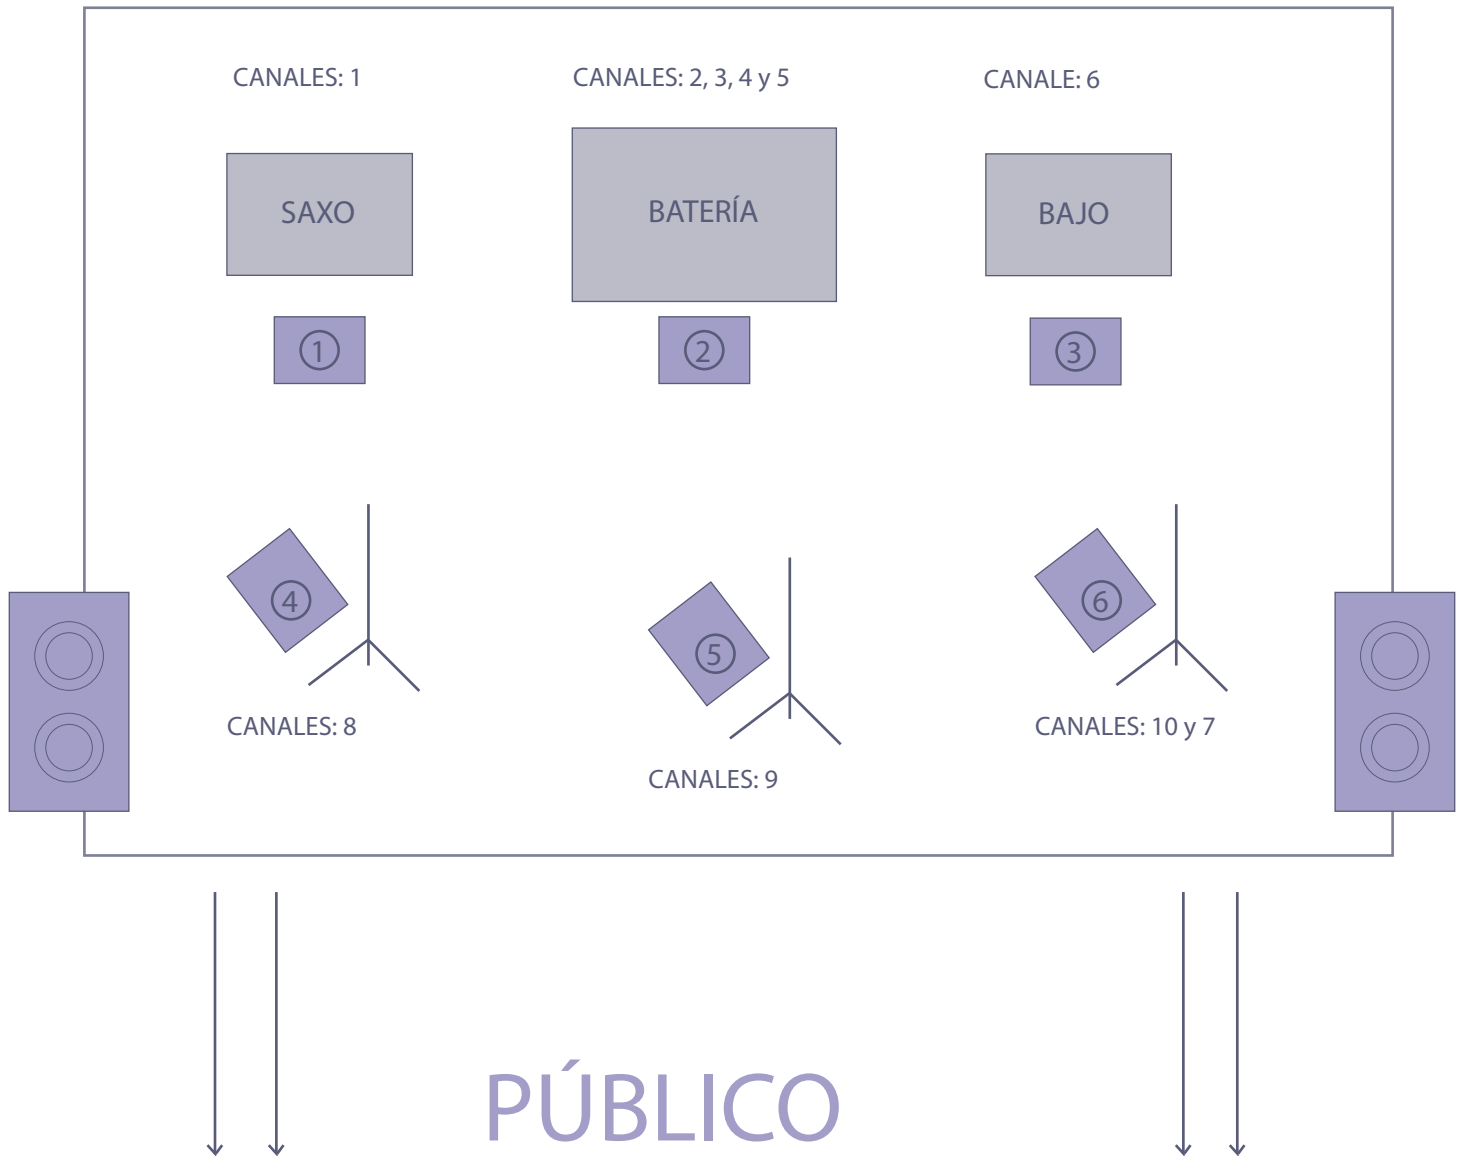 CANALES: 1
CANALES: 2, 3, 4 y 5
CANALE: 6
SAXO
BATERÍA
BAJO
1
2
3
4
5
6
CANALES: 8
CANALES: 9
CANALES: 10 y 7
PÚBLICO